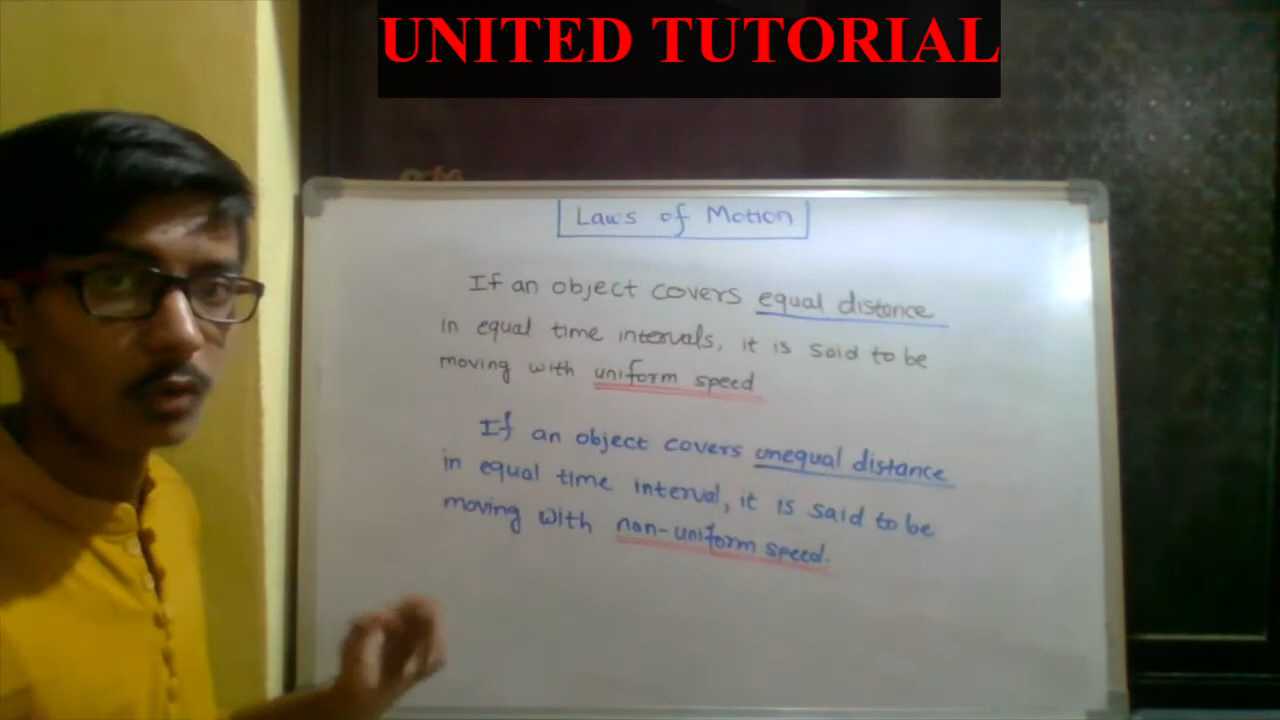 UNITED TUTORIAL
Laws of Motion
If an object covers equal distance
in equal time intervals, it is said to be
moving with uniform speed
If an object covers unequal distance
in equal time interval, it is said to be
moving with non-uniform speed.